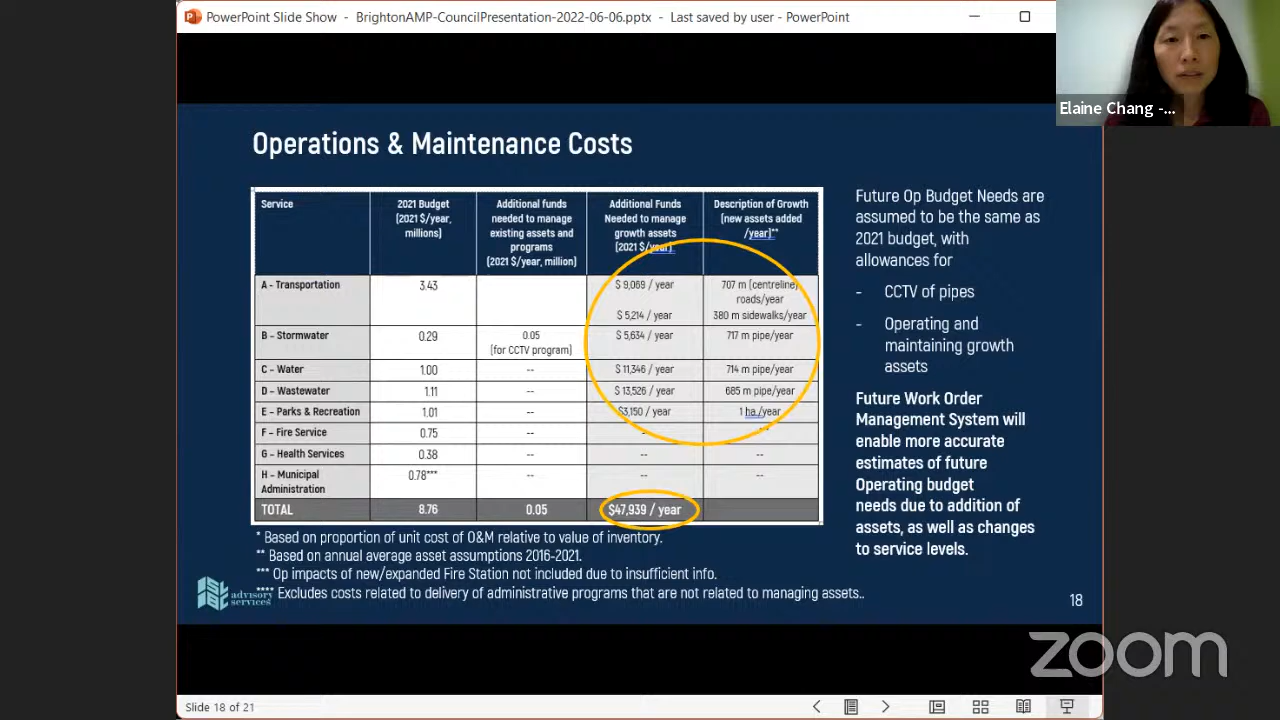 PowerPoint Slide Show - BrightonAMP-CouncilPresentation-2022-06-06.pptx - Last saved by user - PowerPoint
Elaine Chang -...
Operations & Maintenance Costs
Service
2021 Budget
(2021 $/year,
millions)
Additional funds
needed to manage
existing assets and
programs
(2021 $/year, million)
Additional Funds
Needed to manage
growth assets
(2021 $/year)
Description of Growth
(new assets added
/year)**
A - Transportation
3.43
$ 9,069 / year
$ 5,214 / year
707 m (centreline)
roads/year
380 m sidewalks/year
B – Stormwater
0.29
0.05
(for CCTV program)
$ 5,634 / year
717 m pipe/year
C – Water
1.00
--
$ 11,346 / year
714 m pipe/year
D – Wastewater
1.11
--
$ 13,526 / year
685 m pipe/year
E – Parks & Recreation
1.01
--
$3,150 / year
1 ha./year
F – Fire Service
0.75
--
-
--
G – Health Services
0.38
--
--
--
H – Municipal
Administration
0.78***
--
--
--
TOTAL
8.76
0.05
$47,939 / year
* Based on proportion of unit cost of O&M relative to value of inventory.
** Based on annual average asset assumptions 2016-2021.
*** Op impacts of new/expanded Fire Station not included due to insufficient info.
**** Excludes costs related to delivery of administrative programs that are not related to managing assets..
Future Op Budget Needs are
assumed to be the same as
2021 budget, with
allowances for
- CCTV of pipes
- Operating and
maintaining growth
assets
Future Work Order
Management System will
enable more accurate
estimates of future
Operating budget
needs due to addition of
assets, as well as changes
to service levels.
advisory
services
18
zoom
Slide 18 of 21